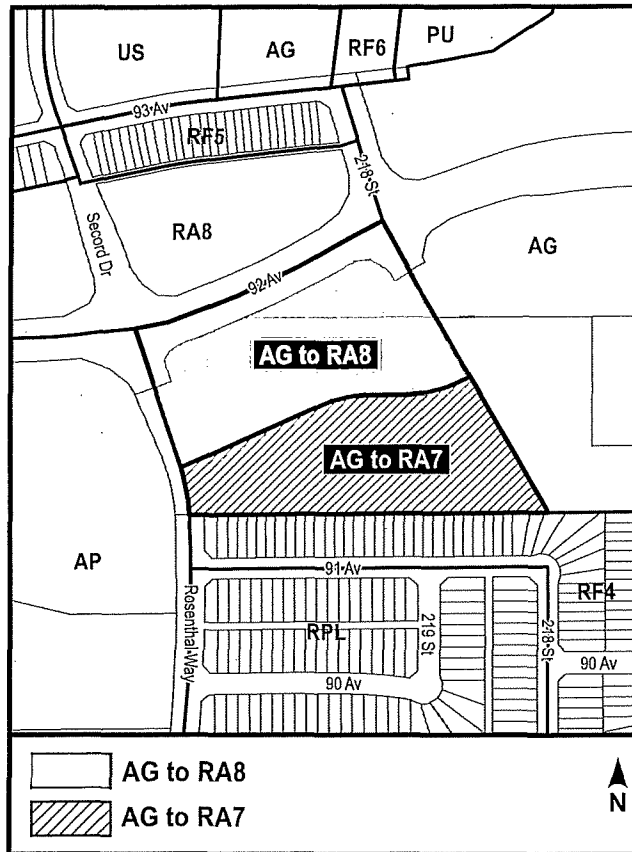 US
AG
RF6
PU
93 Av
RF5
218 St
Secord Dr
RA8
AG
92 Av
AG to RA8
AG to RA7
AP
91 Av
RF4
Rosenthal Way
RPL
219 St
218 St
90 Av
90 Av
AG to RA8
AG to RA7
N